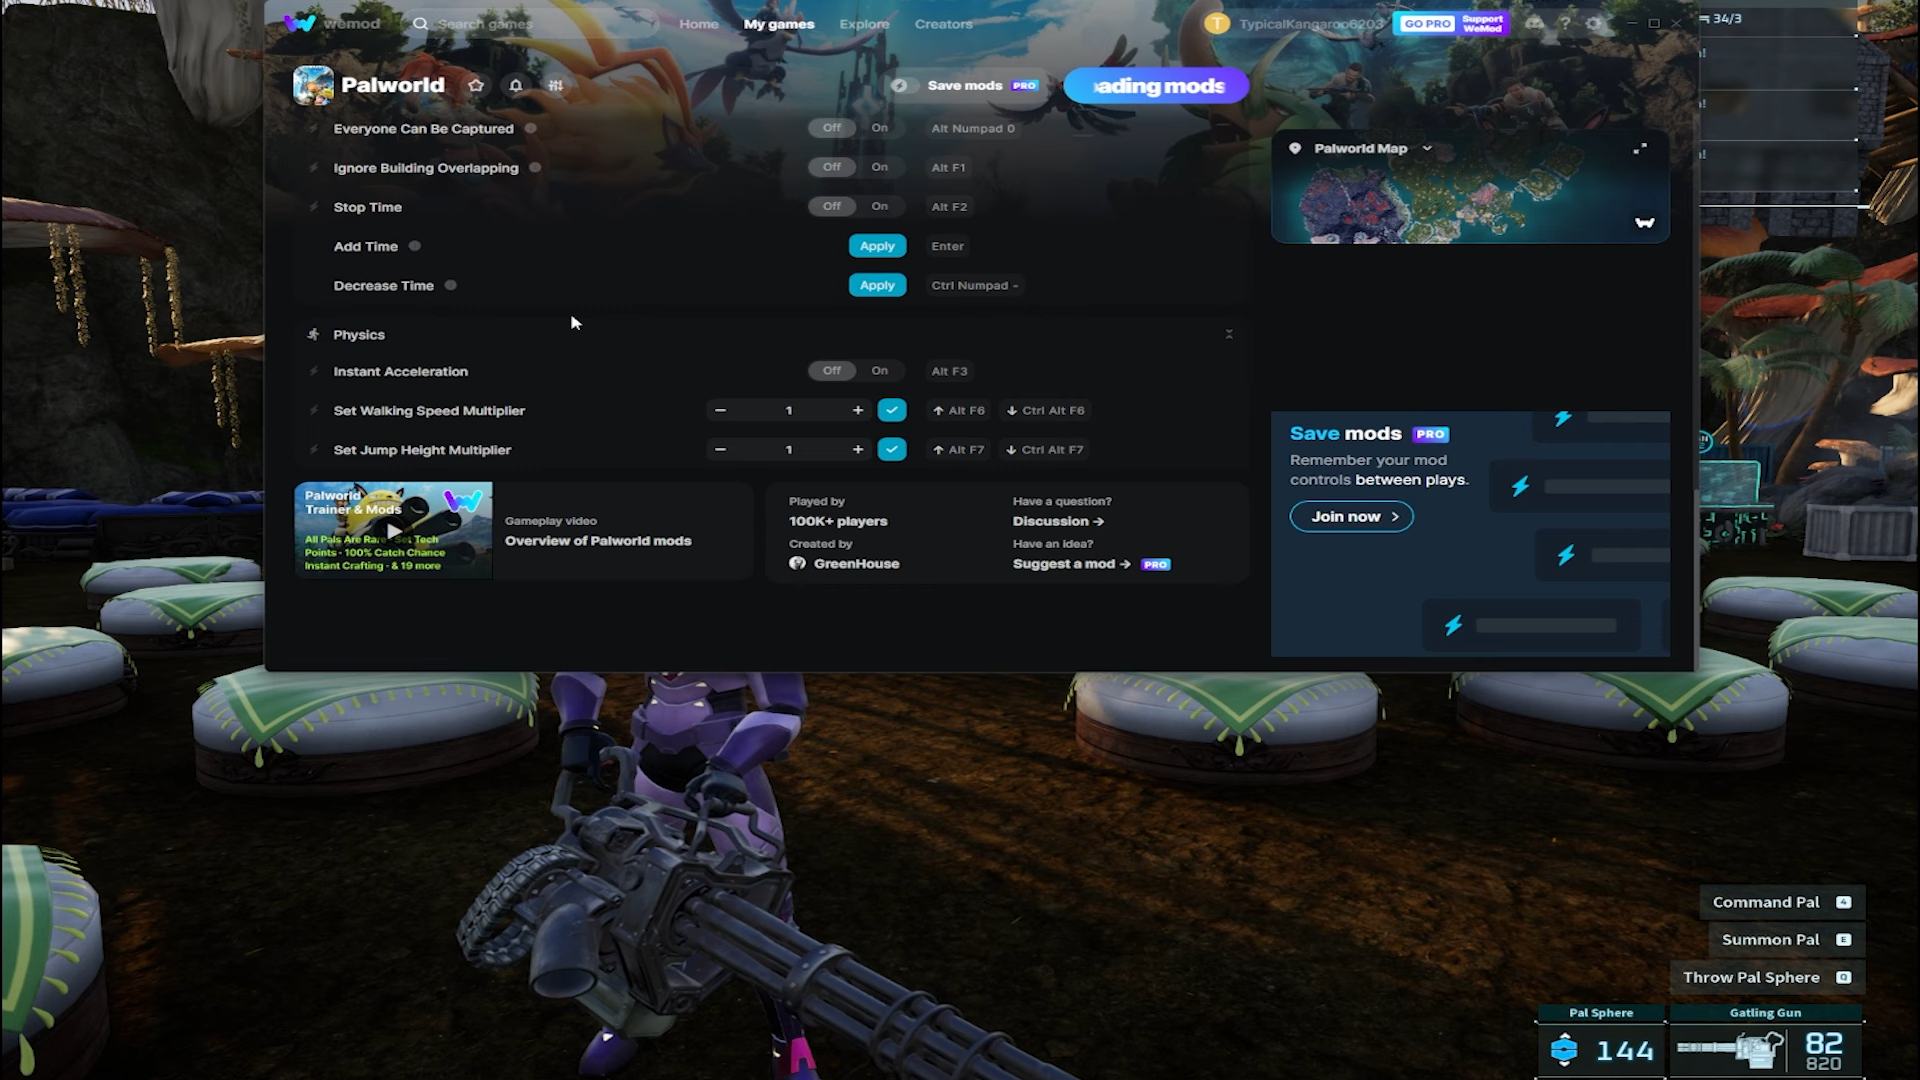 wemod
Search games
Home
My games
Explore
Creators
T
TypicalKangaroo6203
GO PRO
Support
WeMod
?
34/3
Palworld
Save mods PRO
ading mods
Everyone Can Be Captured
Off On
Alt Numpad 0
Ignore Building Overlapping
Off On
Alt F1
Stop Time
Off On
Alt F2
Add Time
Apply
Enter
Decrease Time
Apply
Ctrl Numpad -
Palworld Map
Physics
Instant Acceleration
Off On
Alt F3
Set Walking Speed Multiplier
− 1 +
↑ Alt F6
↓ Ctrl Alt F6
Set Jump Height Multiplier
− 1 +
↑ Alt F7
↓ Ctrl Alt F7
Save mods PRO
Remember your mod
controls between plays.
Join now >
Palworld
Trainer & Mods
All Pals Are Rare - Set Tech
Points - 100% Catch Chance
Instant Crafting - & 19 more
Gameplay video
Overview of Palworld mods
Played by
100K+ players
Created by
GreenHouse
Have a question?
Discussion →
Have an idea?
Suggest a mod → PRO
Command Pal 4
Summon Pal E
Throw Pal Sphere Q
Pal Sphere
144
Gatling Gun
82
820